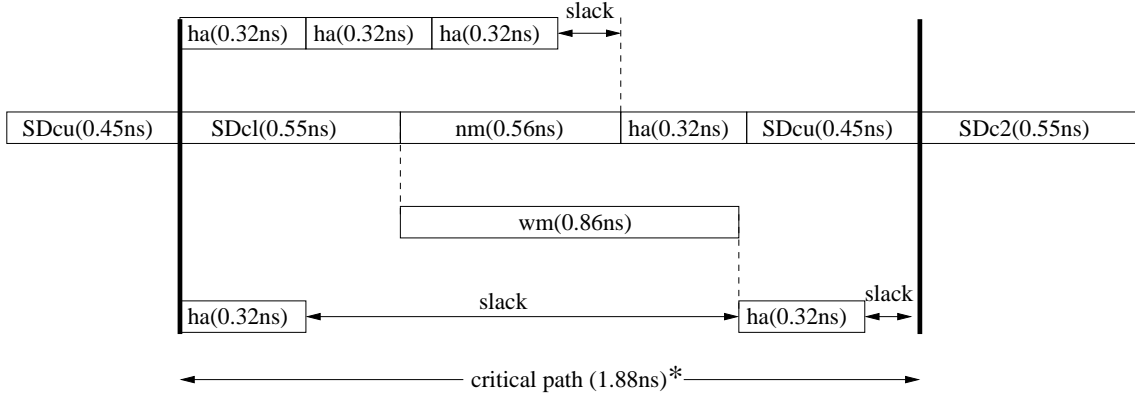 slack
ha(0.32ns) ha(0.32ns) ha(0.32ns)
SDcu(0.45ns) SDcl(0.55ns) nm(0.56ns) ha(0.32ns) SDcu(0.45ns) SDc2(0.55ns)
wm(0.86ns)
slack slack
ha(0.32ns) ha(0.32ns)
critical path (1.88ns)*